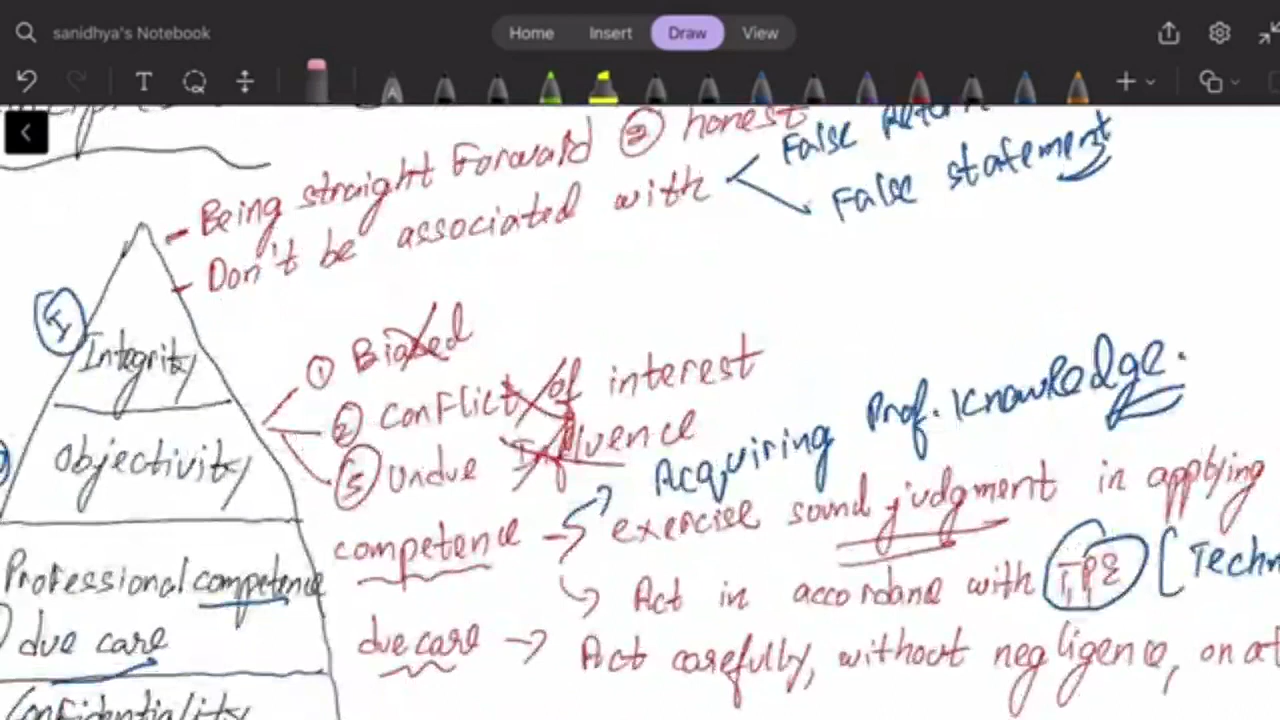 sanidhya's Notebook
Home Insert Draw View
- Being straight Forward & honest
- Don't be associated with
False Return
False statement
I
Integrity
① Biased
② Conflict of interest
③ Undue Influence
Objectivity
Acquiring Prof. Knowledge.
competence → exercise sound judgment in applying
Professional competence
Act in accordance with T,P& [Techn
due care
due care → Act carefully, without negligence, on a t
Confidentiality